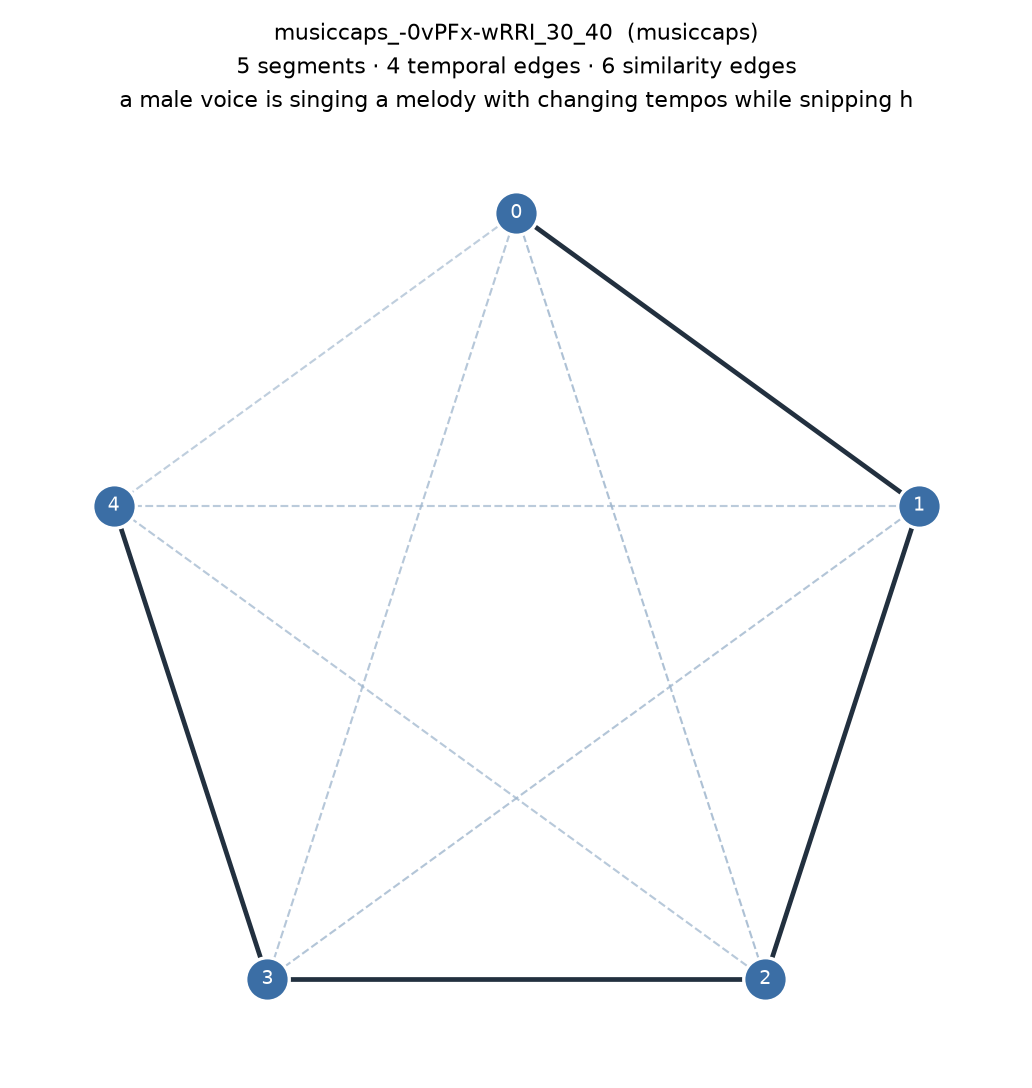 musiccaps_-0vPFx-wRRI_30_40  (musiccaps)
5 segments · 4 temporal edges · 6 similarity edges
a male voice is singing a melody with changing tempos while snipping h
0
4
1
3
2